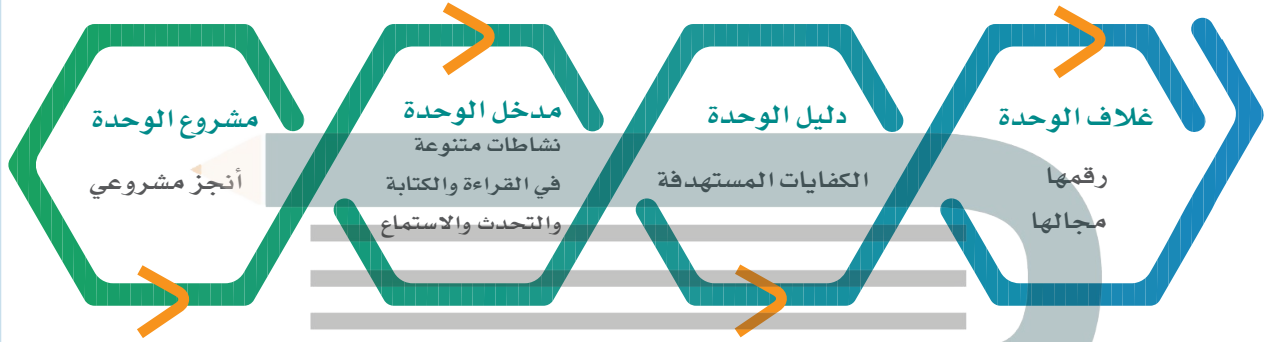 غلاف الوحدة
رقمها
مجالها
دليل الوحدة
الكفايات المستهدفة
مدخل الوحدة
نشاطات متنوعة
في القراءة والكتابة
والتحدث والاستماع
مشروع الوحدة
أنجز مشروعي